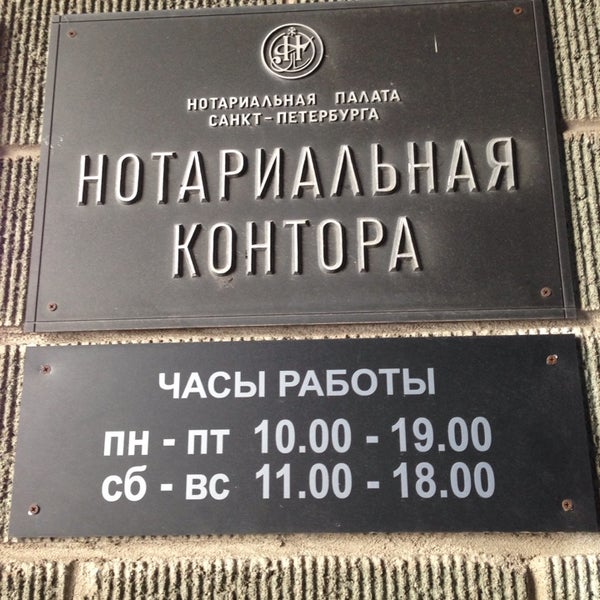 НОТАРИАЛЬНАЯ ПАЛАТА
САНКТ-ПЕТЕРБУРГА
НОТАРИАЛЬНАЯ
КОНТОРА
ЧАСЫ РАБОТЫ
пн - пт 10.00 - 19.00
сб - вс 11.00 - 18.00